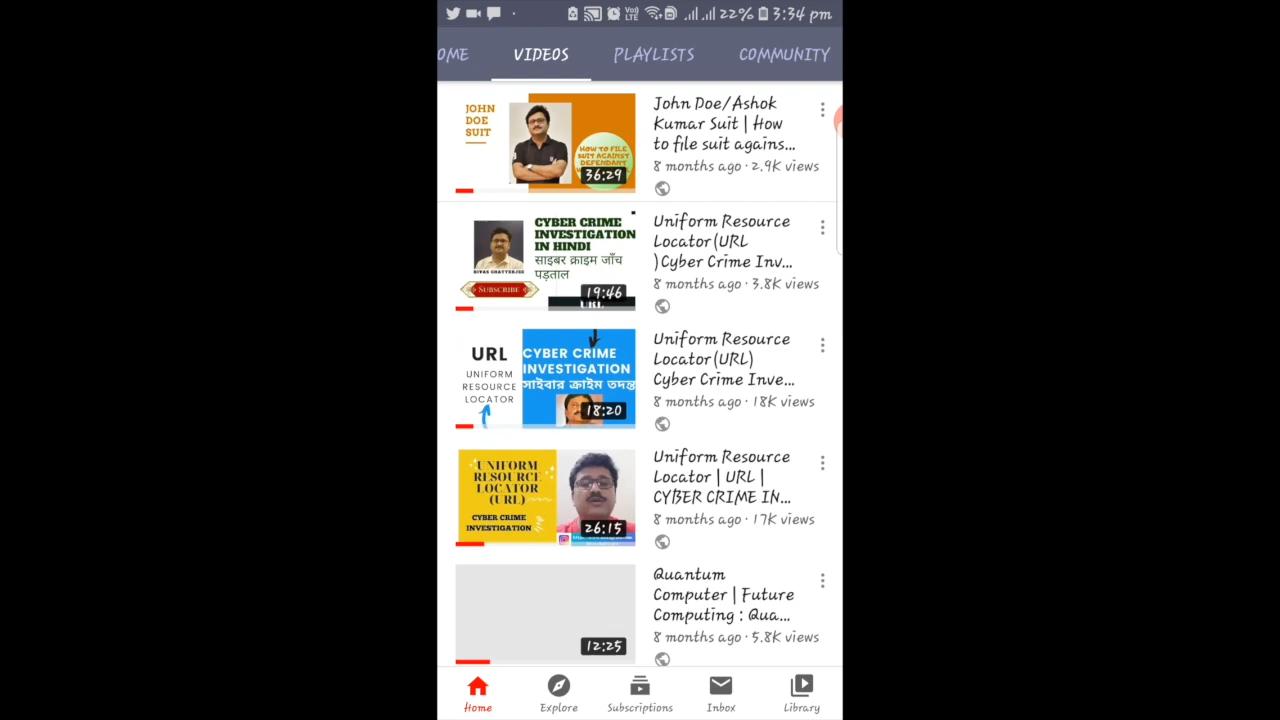 22% 3:34 pm
OME VIDEOS PLAYLISTS COMMUNITY
JOHN
DOE
SUIT
HOW TO FILE
SUIT AGAINST
DEFENDANT
36:29
John Doe/Ashok
Kumar Suit | How
to file suit agains...
8 months ago · 2.9K views
CYBER CRIME
INVESTIGATION
IN HINDI
साइबर क्राइम जाँच
पड़ताल
BIVAS CHATTERJEE
SUBSCRIBE
19:46
URL
Uniform Resource
Locator(URL
)Cyber Crime Inv...
8 months ago · 3.8K views
URL
UNIFORM
RESOURCE
LOCATOR
CYBER CRIME
INVESTIGATION
সাইবার ক্রাইম তদন্ত
18:20
Uniform Resource
Locator(URL)
Cyber Crime Inve...
8 months ago · 18K views
UNIFORM
RESOURCE
LOCATOR
(URL)
CYBER CRIME
INVESTIGATION
26:15
Uniform Resource
Locator | URL |
CYBER CRIME IN...
8 months ago · 17K views
12:25
Quantum
Computer | Future
Computing : Qua...
8 months ago · 5.8K views
Home Explore Subscriptions Inbox Library